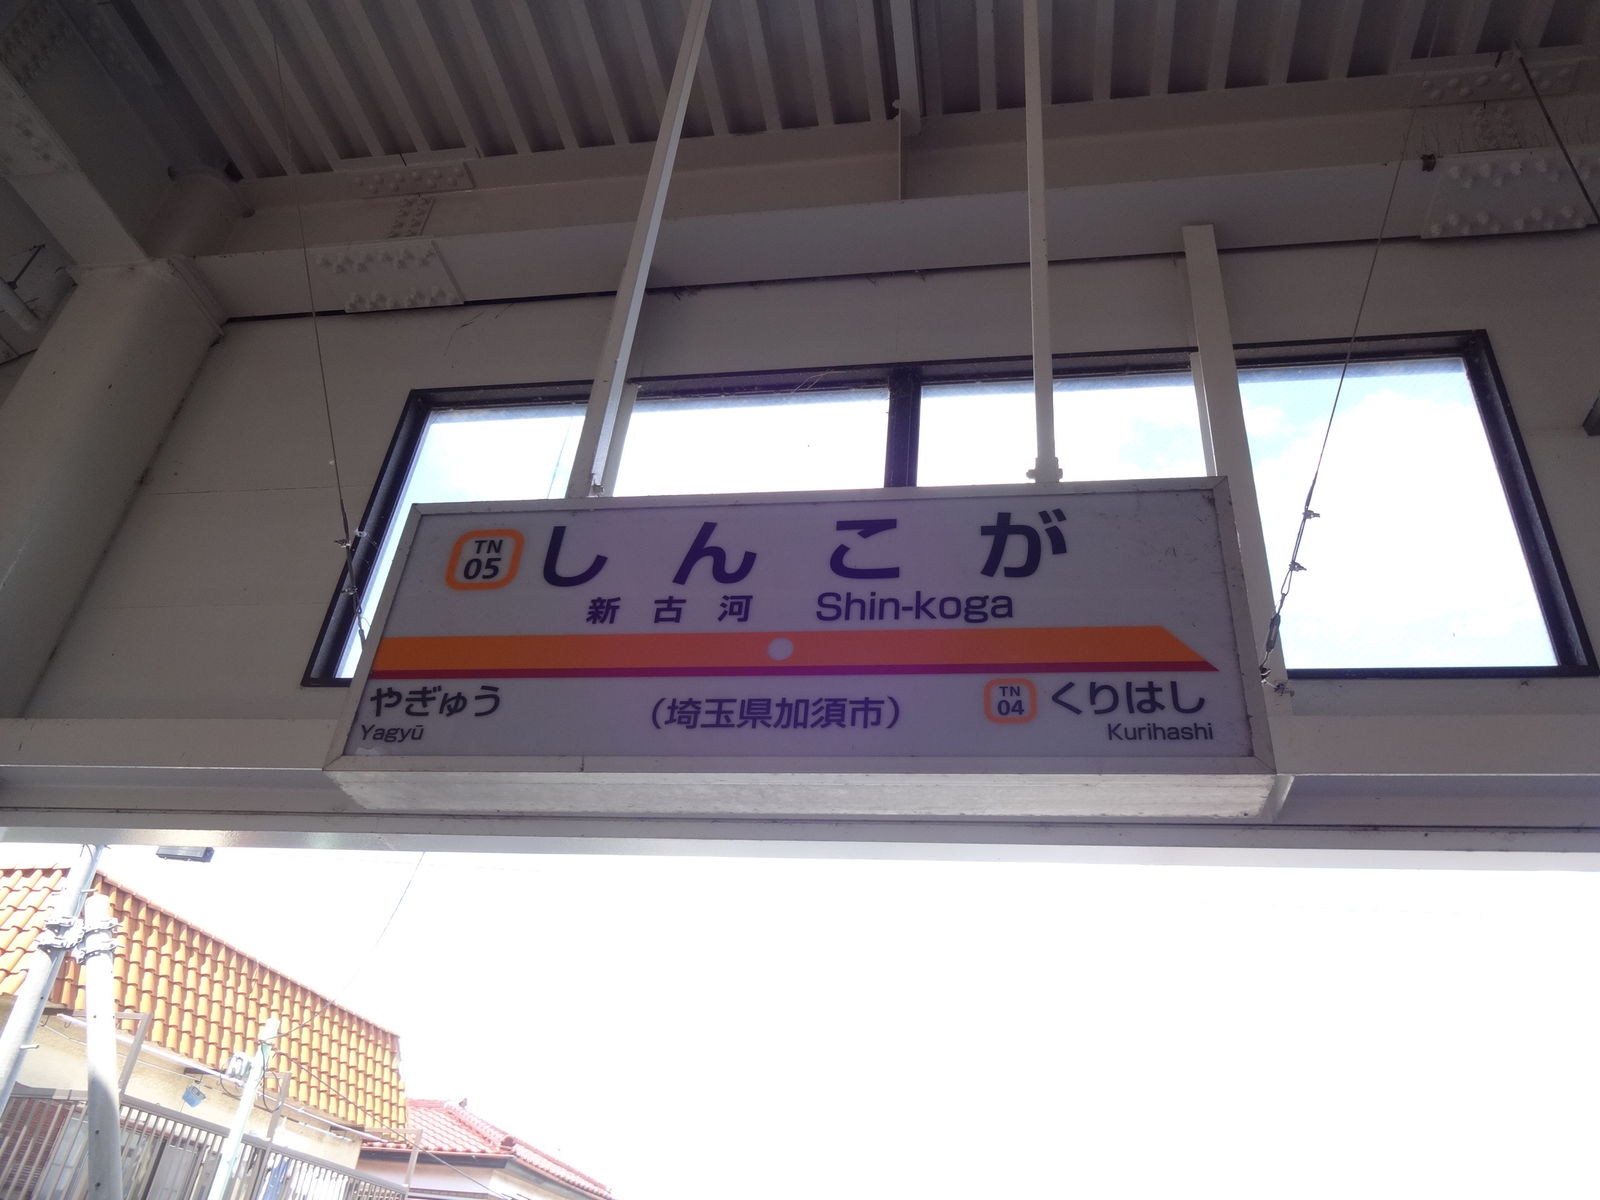 TN 05 しんこが
新古河 Shin-koga
やぎゅう (埼玉県加須市) TN 04 くりはし
Yagyū Kurihashi